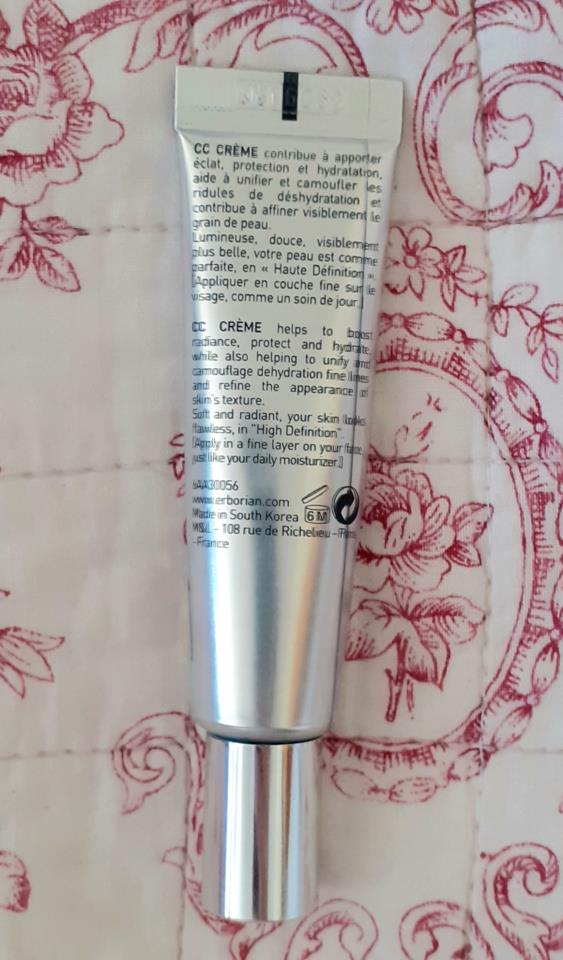 CC CRÈME contribue à apporter
éclat, protection et hydratation,
aide à unifier et camoufler les
ridules de déshydratation et
contribue à affiner visiblement le
grain de peau.
Lumineuse, douce, visiblement
plus belle, votre peau est comme
parfaite, en « Haute Définition ».
(Appliquer en couche fine sur le
visage, comme un soin de jour.)
CC CRÈME helps to boost
radiance, protect and hydrate,
while also helping to unify and
camouflage dehydration fine lines
and refine the appearance of
skin's texture.
Soft and radiant, your skin looks
flawless, in "High Definition".
(Apply in a fine layer on your face,
just like your daily moisturizer.)
6AA30056
www.erborian.com
Made in South Korea 6 M
M&L - 108 rue de Richelieu - Paris
- France